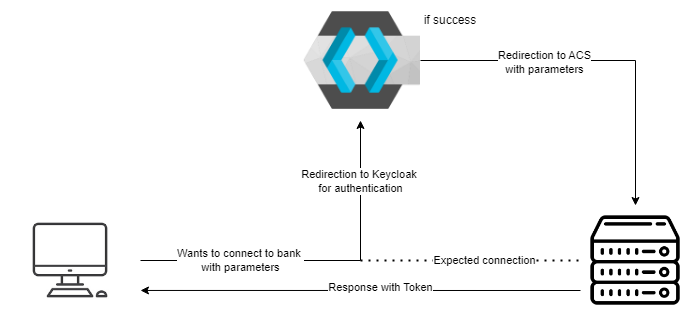 if success
Redirection to ACS
with parameters
Redirection to Keycloak
for authentication
Wants to connect to bank
with parameters
Expected connection
Response with Token